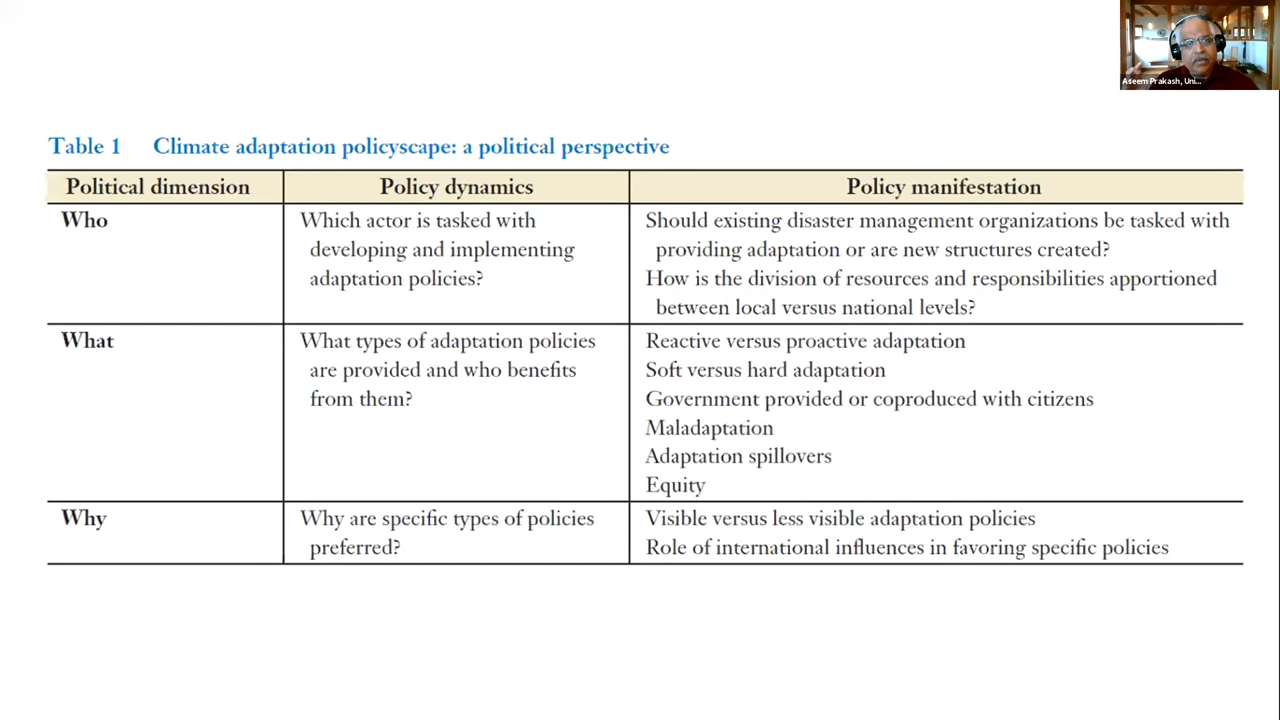 Aseem Prakash, Uni...
Table 1 Climate adaptation policyscape: a political perspective
Political dimension Policy dynamics Policy manifestation
Who
Which actor is tasked with
developing and implementing
adaptation policies?
Should existing disaster management organizations be tasked with
providing adaptation or are new structures created?
How is the division of resources and responsibilities apportioned
between local versus national levels?
What
What types of adaptation policies
are provided and who benefits
from them?
Reactive versus proactive adaptation
Soft versus hard adaptation
Government provided or coproduced with citizens
Maladaptation
Adaptation spillovers
Equity
Why
Why are specific types of policies
preferred?
Visible versus less visible adaptation policies
Role of international influences in favoring specific policies